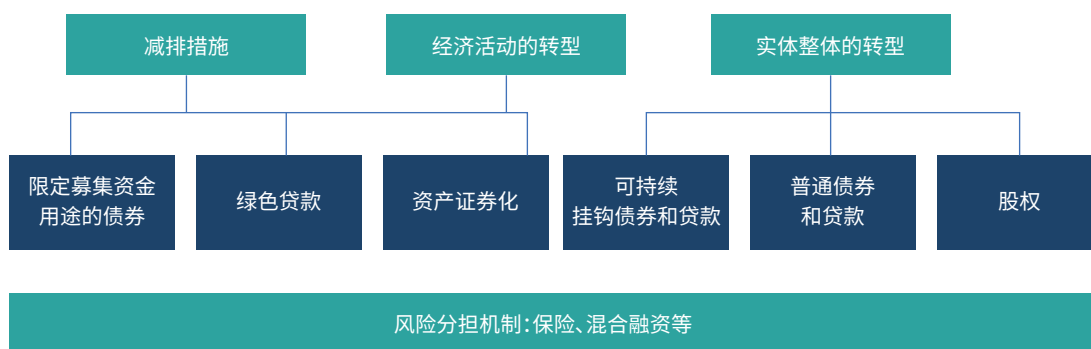 减排措施
经济活动的转型
实体整体的转型
限定募集资金
用途的债券
绿色贷款
资产证券化
可持续
挂钩债券和贷款
普通债券
和贷款
股权
风险分担机制：保险、混合融资等